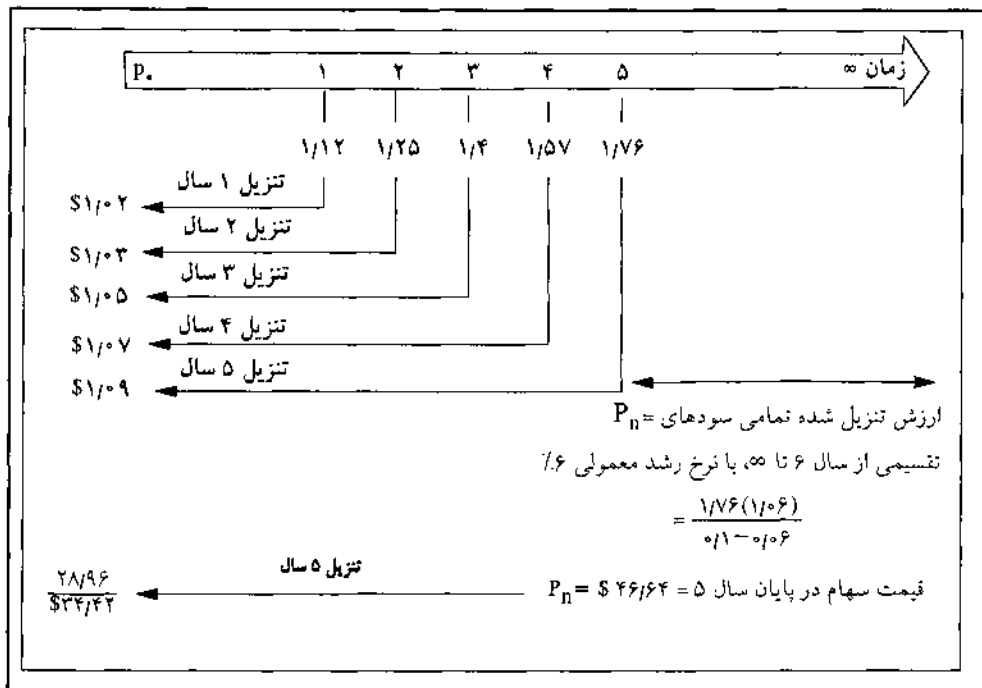 P۰ ۱ ۲ ۳ ۴ ۵ زمان ∞
۱/۱۲ ۱/۲۵ ۱/۴ ۱/۵۷ ۱/۷۶
تنزیل ۱ سال
$۱/۰۲
تنزیل ۲ سال
$۱/۰۳
تنزیل ۳ سال
$۱/۰۵
تنزیل ۴ سال
$۱/۰۷
تنزیل ۵ سال
$۱/۰۹
ارزش تنزیل شده تمامی سودهای = Pn
تقسیمی از سال ۶ تا ∞، با نرخ رشد معمولی ۶٪
= ۱/۷۶(۱/۰۶)
۰/۱ − ۰/۰۶
قیمت سهام در پایان سال ۵ = ۴۶/۶۴ $ = Pn
تنزیل ۵ سال
۲۸/۹۶
$۳۴/۴۲